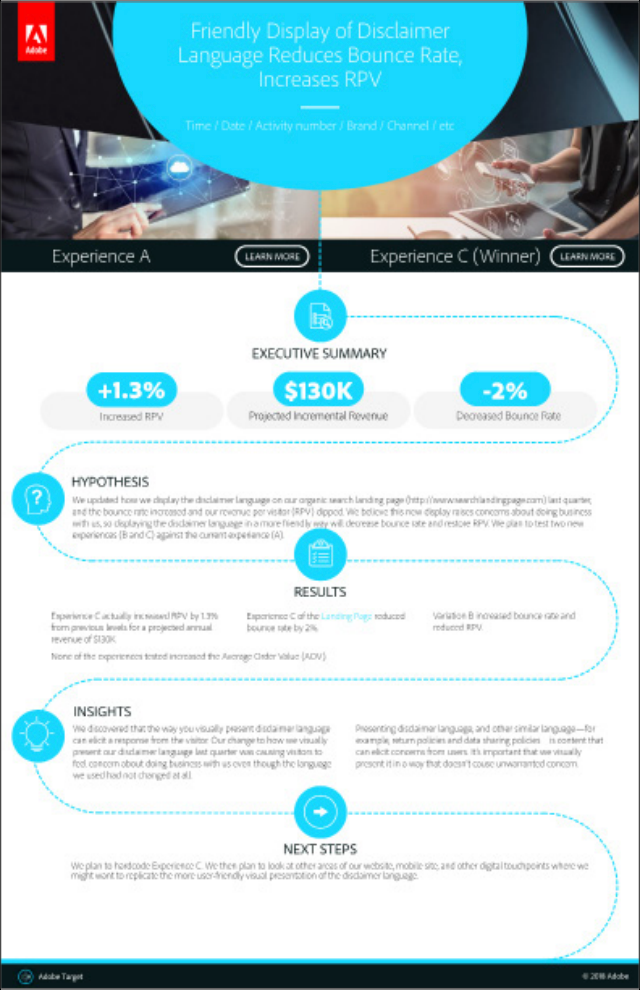 Adobe
Friendly Display of Disclaimer
Language Reduces Bounce Rate,
Increases RPV
Time / Date / Activity number / Brand / Channel / etc
Experience A
LEARN MORE
Experience C (Winner)
LEARN MORE
EXECUTIVE SUMMARY
+1.3%
Increased RPV
$130K
Projected Incremental Revenue
-2%
Decreased Bounce Rate
HYPOTHESIS
We updated how we display the disclaimer language on our organic search landing page (http://www.searchlandingpage.com) last quarter,
and the bounce rate increased and our revenue per visitor (RPV) dipped. We believe this new display raises concerns about doing business
with us, so displaying the disclaimer language in a more friendly way will decrease bounce rate and restore RPV. We plan to test two new
experiences (B and C) against the current experience (A).
RESULTS
Experience C actually increased RPV by 1.3%
from previous levels for a projected annual
revenue of $130K.
None of the experiences tested increased the Average Order Value (AOV).
Experience C of the Landing Page reduced
bounce rate by 2%.
Variation B increased bounce rate and
reduced RPV.
INSIGHTS
We discovered that the way you visually present disclaimer language
can elicit a response from the visitor. Our change to how we visually
present our disclaimer language last quarter was causing visitors to
feel concern about doing business with us even though the language
we used had not changed at all.
Presenting disclaimer language, and other similar language—for
example, return policies and data sharing policies is content that
can elicit concerns from users. It's important that we visually
present it in a way that doesn't cause unwarranted concern.
NEXT STEPS
We plan to hardcode Experience C. We then plan to look at other areas of our website, mobile site, and other digital touchpoints where we
might want to replicate the more user-friendly visual presentation of the disclaimer language.
Adobe Target
© 2018 Adobe